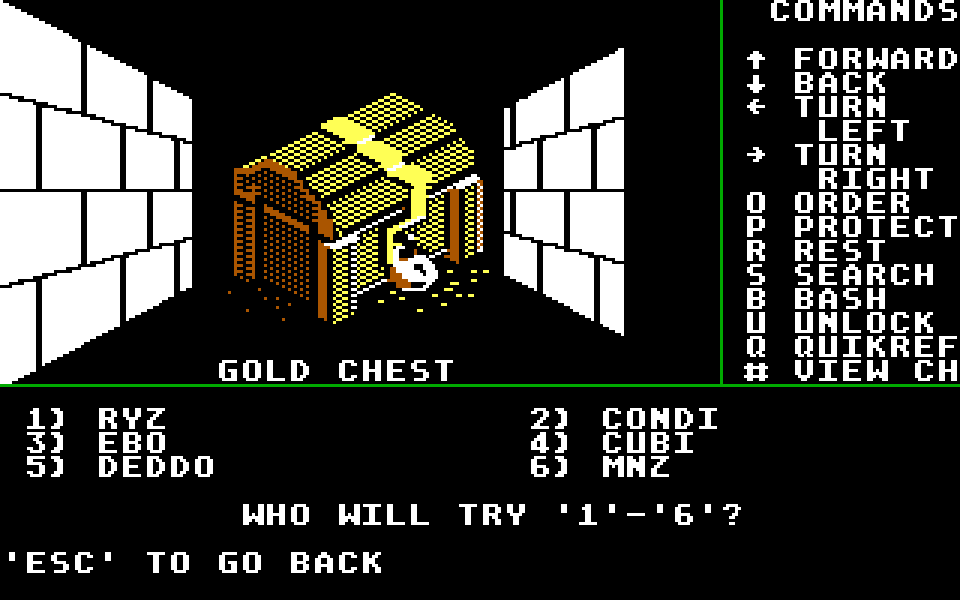 COMMANDS
↑ FORWARD
↓ BACK
← TURN
LEFT
→ TURN
RIGHT
O ORDER
P PROTECT
R REST
S SEARCH
B BASH
U UNLOCK
Q QUIKREF
# VIEW CH
GOLD CHEST
1) RYZ 2) CONDI
3) EBO 4) CUBI
5) DEDDO 6) MNZ
WHO WILL TRY '1'-'6'?
'ESC' TO GO BACK